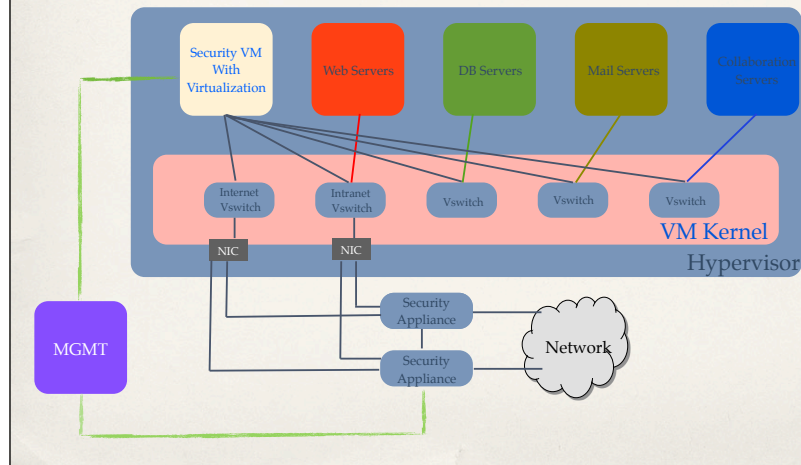 Security VM
With
Virtualization
Web Servers
DB Servers
Mail Servers
Collaboration
Servers
Internet
Vswitch
Intranet
Vswitch
Vswitch
Vswitch
Vswitch
VM Kernel
NIC
NIC
Hypervisor
Security
Appliance
MGMT
Network
Security
Appliance